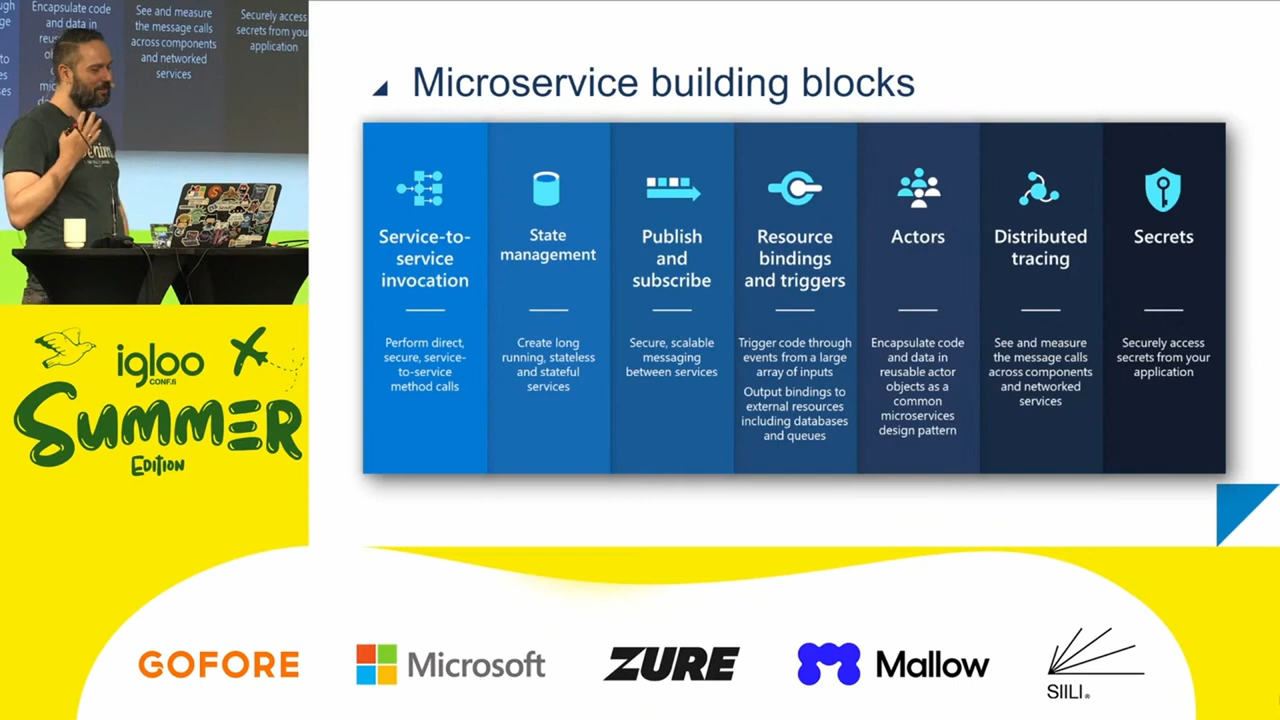 Encapsulate code
and data in
See and measure
the message calls
across components
and networked
services
Securely access
secrets from your
application
igloo
CONF.fi
SUMMER
EDITION
Microservice building blocks
Service-to-
service
invocation
Perform direct,
secure, service-
to-service
method calls
State
management
Create long
running, stateless
and stateful
services
Publish
and
subscribe
Secure, scalable
messaging
between services
Resource
bindings
and triggers
Trigger code through
events from a large
array of inputs
Output bindings to
external resources
including databases
and queues
Actors
Encapsulate code
and data in
reusable actor
objects as a
common
microservices
design pattern
Distributed
tracing
See and measure
the message calls
across components
and networked
services
Secrets
Securely access
secrets from your
application
GOFORE
Microsoft
ZURE
Mallow
SIILI®